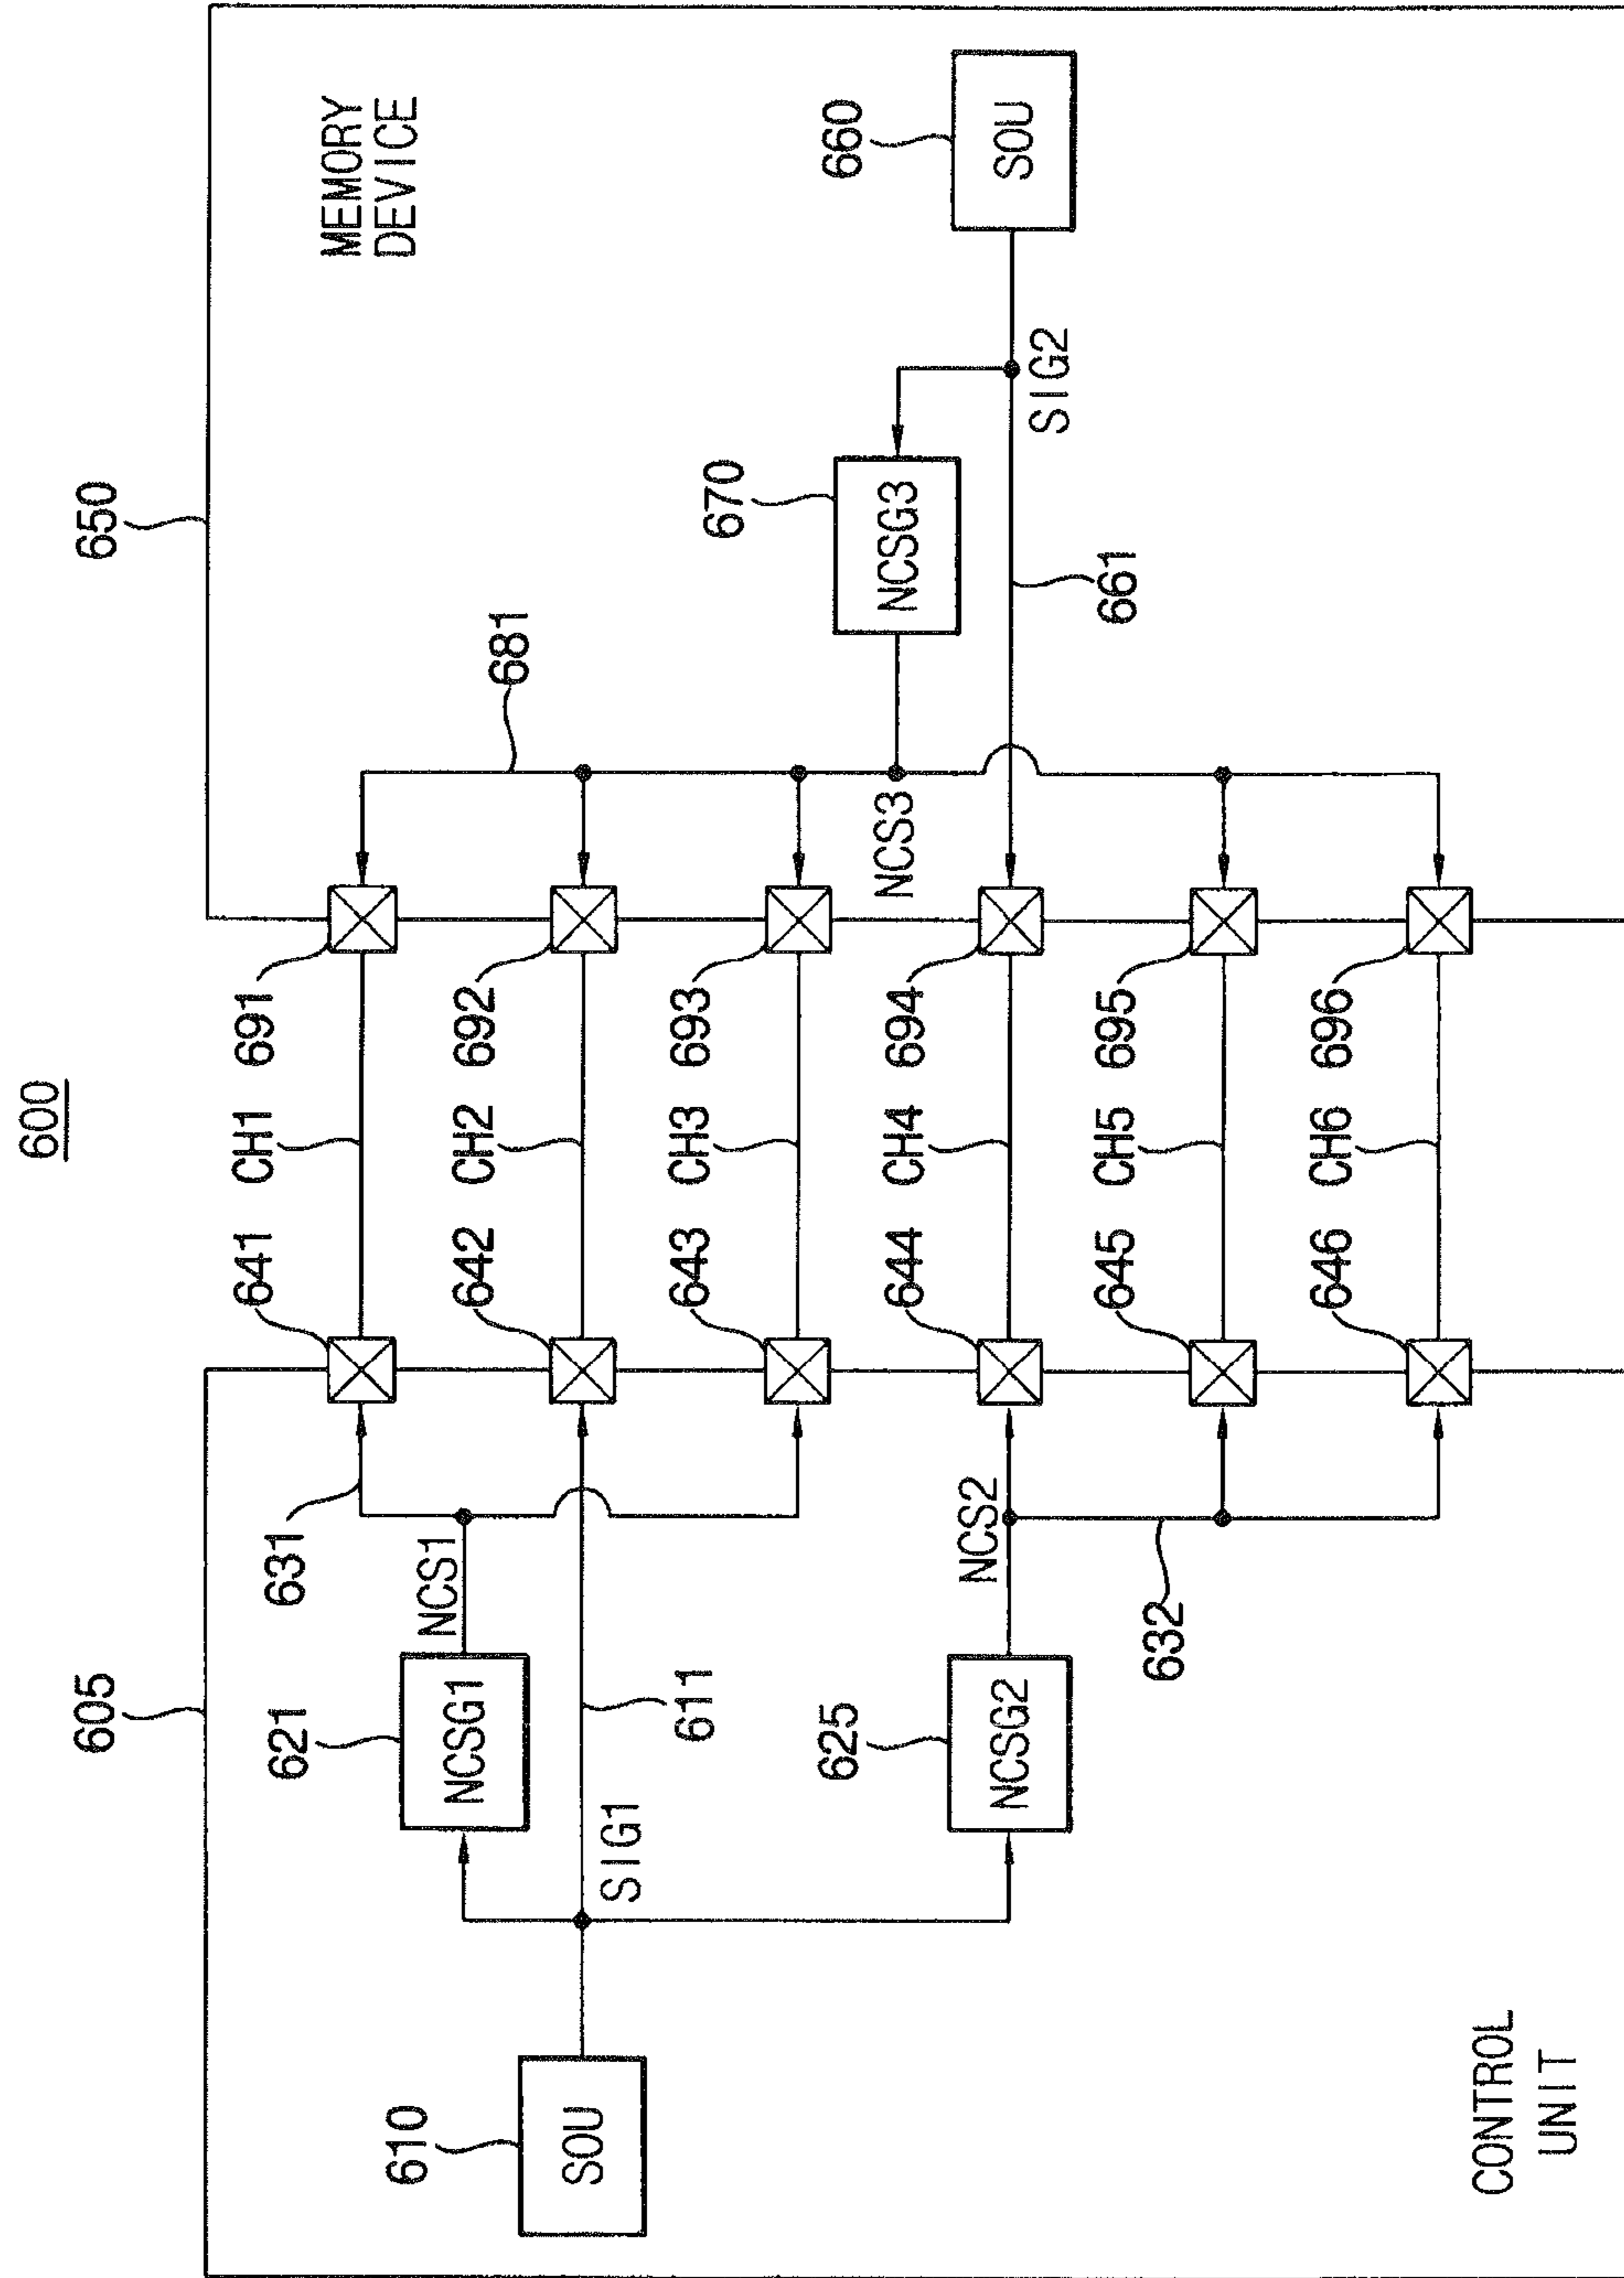 600
605
650
641
CH1
691
631
681
621
NCSG1
NCS1
MEMORY
DEVICE
610
SOU
642
CH2
692
SIG1
611
643
CH3
693
670
NCSG3
NCS3
660
SOU
SIG2
661
625
NCSG2
NCS2
644
CH4
694
632
645
CH5
695
646
CH6
696
CONTROL
UNIT